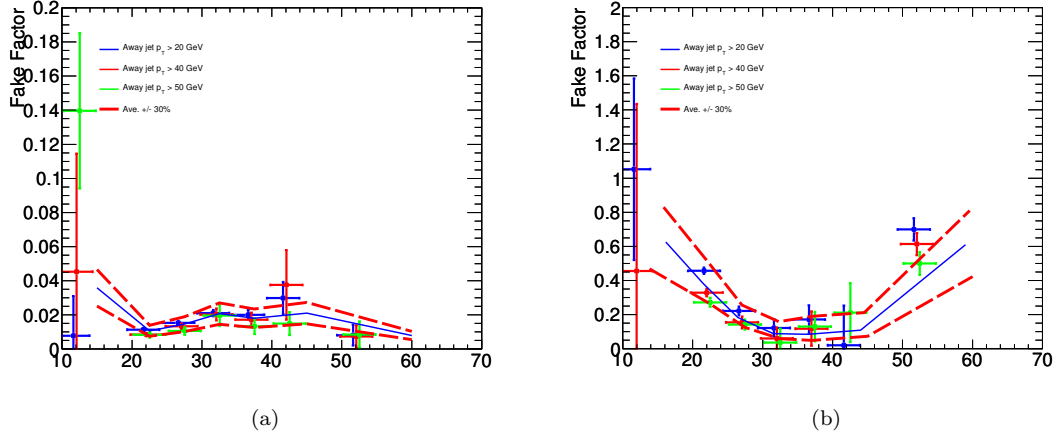 Fake Factor
0.2
0.18
0.16
0.14
0.12
0.1
0.08
0.06
0.04
0.02
0
10 20 30 40 50 60 70
Away jet p_T > 20 GeV
Away jet p_T > 40 GeV
Away jet p_T > 50 GeV
Ave. +/- 30%
(a)
Fake Factor
2
1.8
1.6
1.4
1.2
1
0.8
0.6
0.4
0.2
0
10 20 30 40 50 60 70
Away jet p_T > 20 GeV
Away jet p_T > 40 GeV
Away jet p_T > 50 GeV
Ave. +/- 30%
(b)